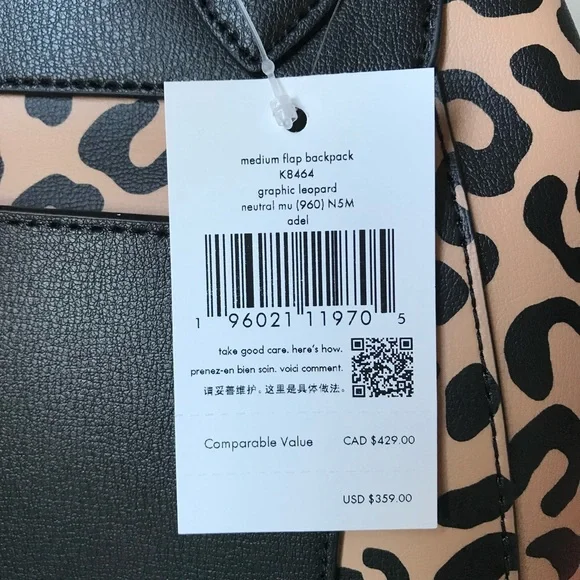 medium flap backpack
K8464
graphic leopard
neutral mu (960) N5M
adel
1 96021 11970 5
take good care. here's how.
prenez-en bien soin. voici comment.
请妥善维护。这里是具体做法。
Comparable Value CAD $429.00
USD $359.00